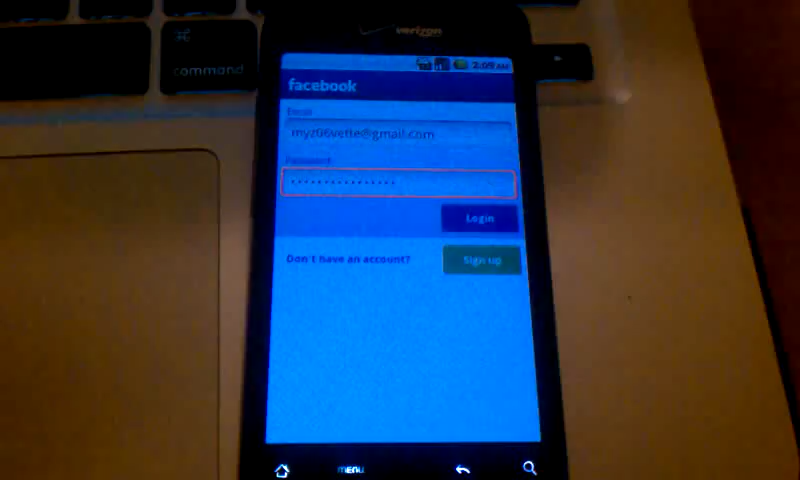 verizon
⌘
command
2:09 AM
facebook
Email
myz06vette@gmail.com
Password
Login
Don't have an account?
Sign up
MENU